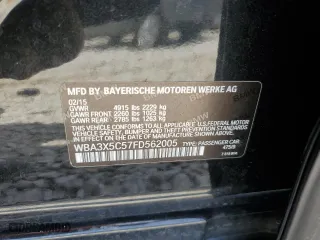 MFD BY BAYERISCHE MOTOREN WERKE AG
02/15
GVWR 4915 lbs 2229 kg
GAWR FRONT 2260 lbs 1025 kg
GAWR REAR 2785 lbs 1263 kg
THIS VEHICLE CONFORMS TO ALL APPLICABLE
FEDERAL MOTOR VEHICLE SAFETY, BUMPER,
AND THEFT PREVENTION STANDARDS IN EFFECT
ON THE DATE OF MANUFACTURE SHOWN ABOVE.
WBA3X5C57FD562005 TYPE: PASSENGER CAR